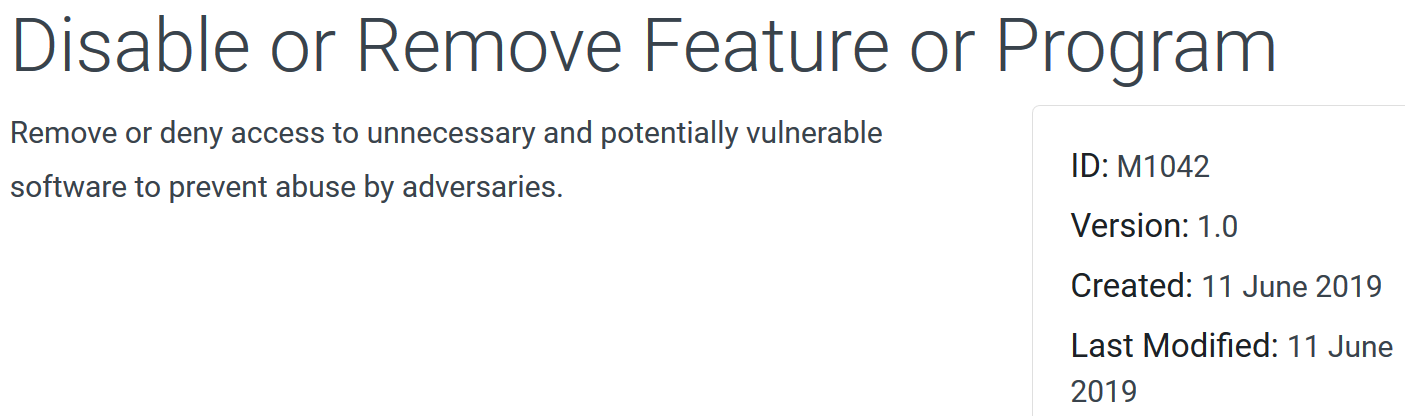 Disable or Remove Feature or Program
Remove or deny access to unnecessary and potentially vulnerable
software to prevent abuse by adversaries.
ID: M1042
Version: 1.0
Created: 11 June 2019
Last Modified: 11 June
2019